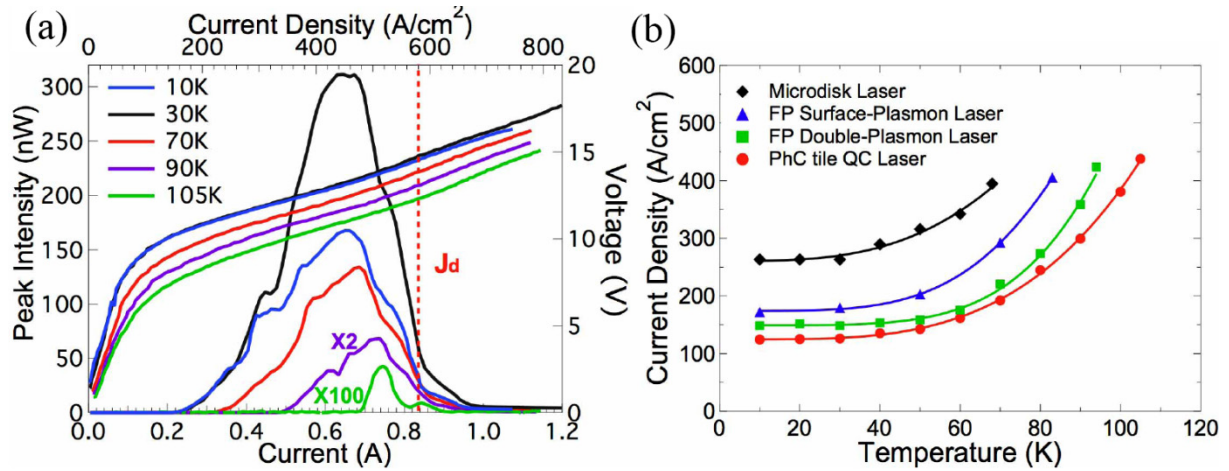 (a)
Current Density (A/cm²)
0 200 400 600 800
Peak Intensity (nW)
300
250
200
150
100
50
0
10K
30K
70K
90K
105K
X2
X100
Jd
20
15
10
5
0
Voltage (V)
0.0 0.2 0.4 0.6 0.8 1.0 1.2
Current (A)
(b)
Current Density (A/cm²)
600
500
400
300
200
100
0
Microdisk Laser
FP Surface-Plasmon Laser
FP Double-Plasmon Laser
PhC tile QC Laser
0 20 40 60 80 100 120
Temperature (K)